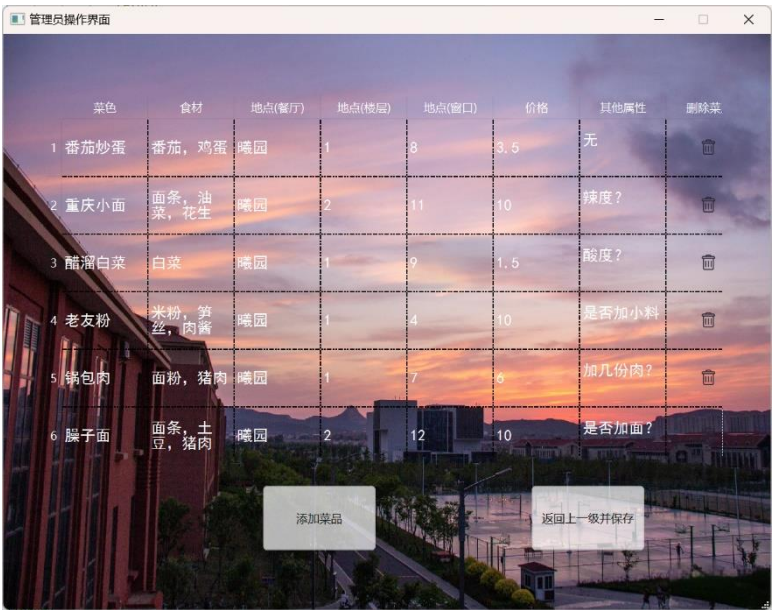 管理员操作界面
菜色 食材 地点(餐厅) 地点(楼层) 地点(窗口) 价格 其他属性 删除菜
1 番茄炒蛋 番茄，鸡蛋 曦园 1 8 3.5 无
2 重庆小面 面条，油菜，花生 曦园 2 11 10 辣度？
3 醋溜白菜 白菜 曦园 1 9 1.5 酸度？
4 老友粉 米粉，笋丝，肉酱 曦园 1 4 10 是否加小料
5 锅包肉 面粉，猪肉 曦园 1 7 6 加几份肉？
6 臊子面 面条，土豆，猪肉 曦园 2 12 10 是否加面？
添加菜品 返回上一级并保存